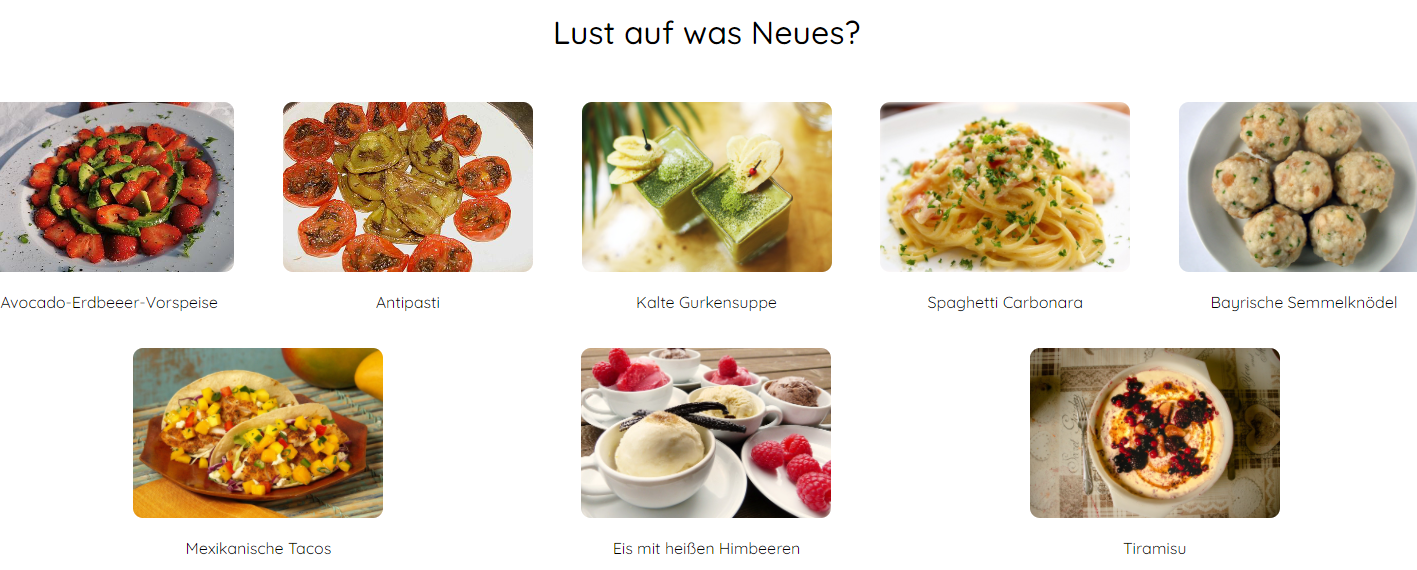 Lust auf was Neues?
Avocado-Erdbeeer-Vorspeise
Antipasti
Kalte Gurkensuppe
Spaghetti Carbonara
Bayrische Semmelknödel
Mexikanische Tacos
Eis mit heißen Himbeeren
Tiramisu